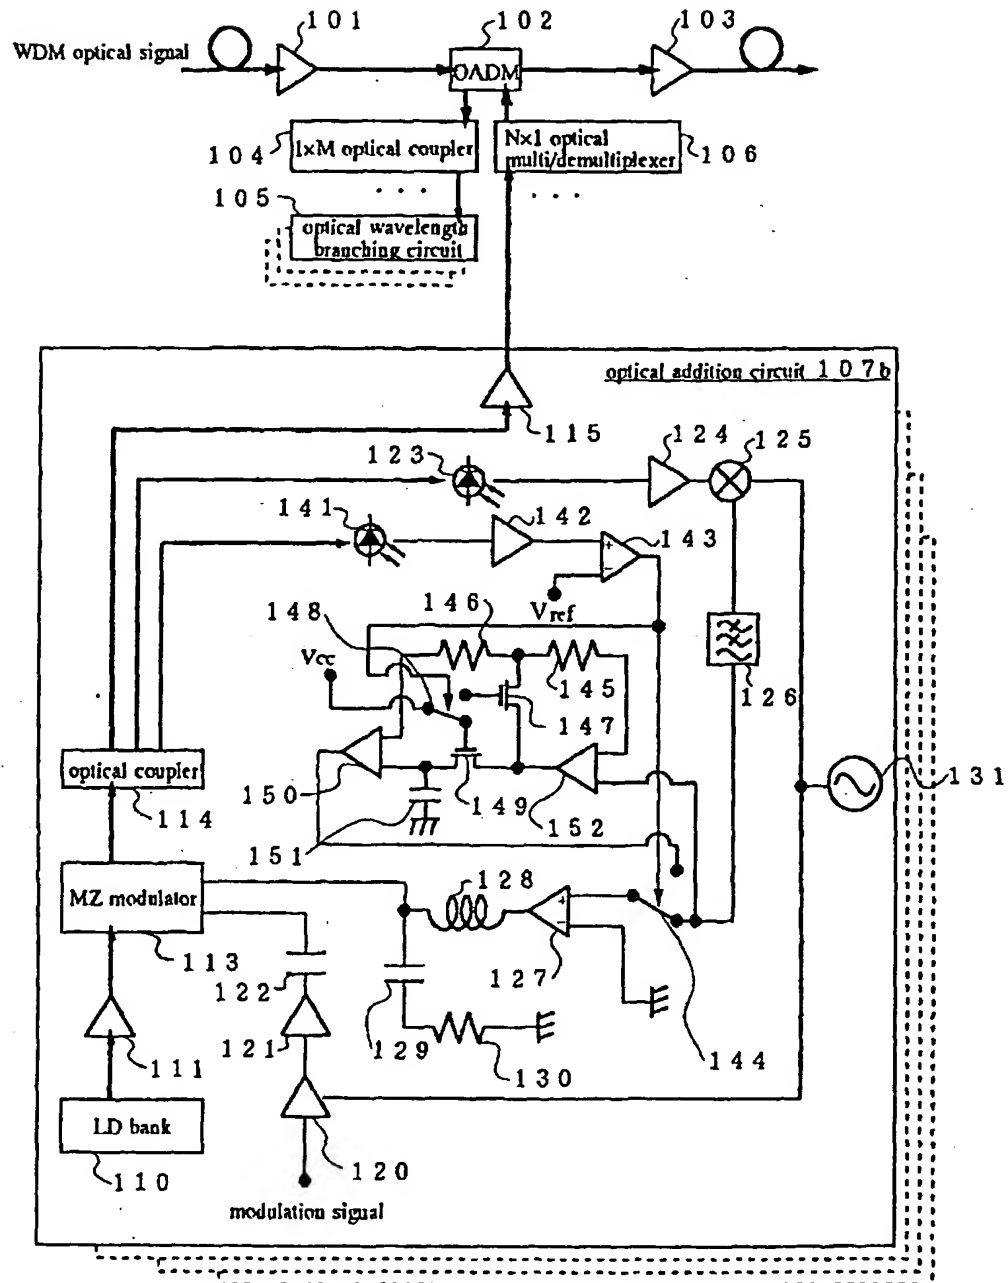 101
102
103
WDM optical signal
OADM
104
1×M optical coupler
N×1 optical
multi/demultiplexer
106
105
optical wavelength
branching circuit
optical addition circuit 107b
115
124
125
123
141
142
143
Vref
148
146
Vcc
145
147
126
optical coupler
150
149
152
131
114
151
128
MZ modulator
113
122
127
121
129
144
111
130
LD bank
120
110
modulation signal